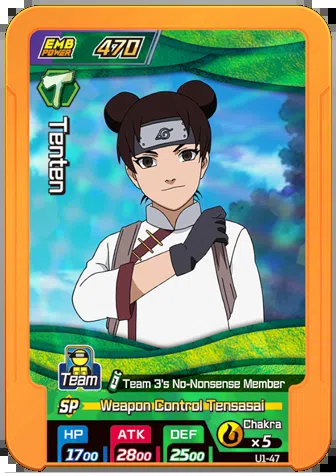 EMB
POWER
470
T
Tenten
Team
Team 3's No-Nonsense Member
SP
Weapon Control Tensasai
Chakra
×5
HP
1700
ATK
2800
DEF
2500
U1-47